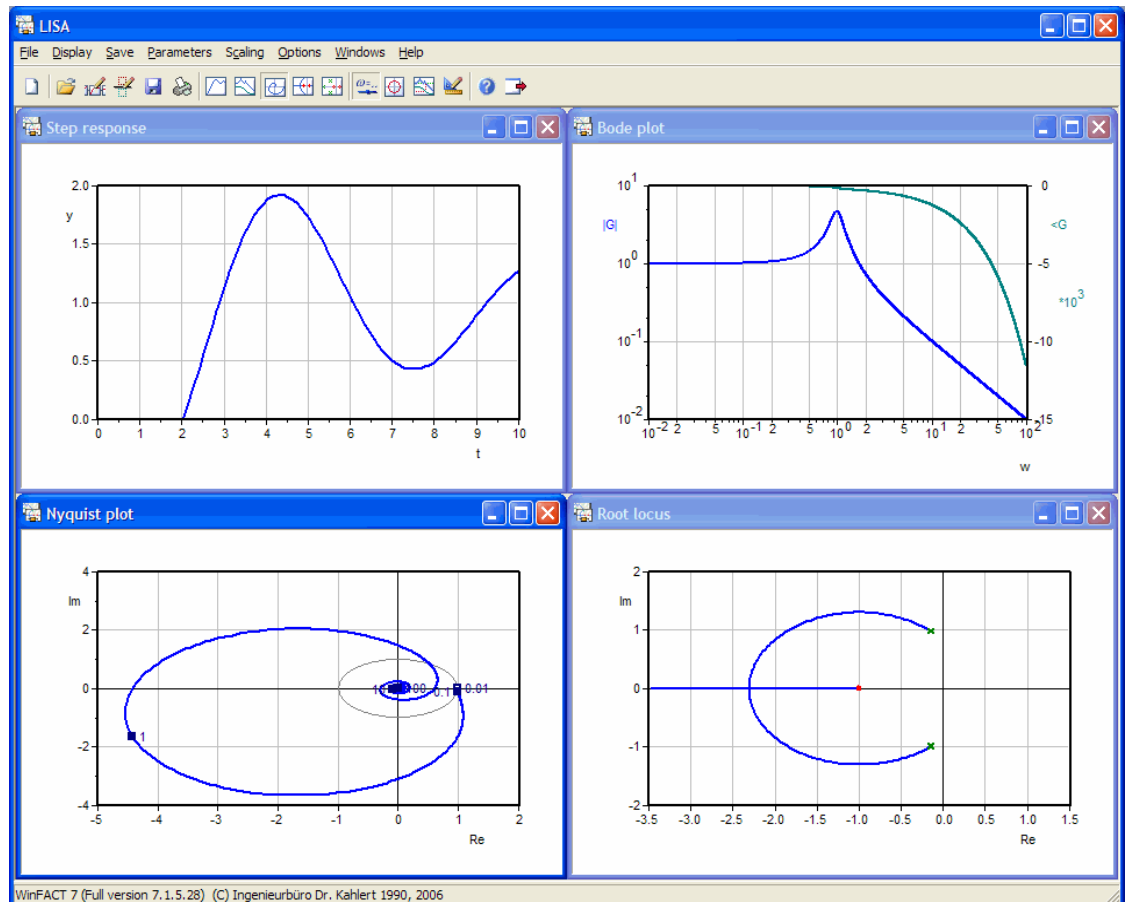 LISA
File Display Save Parameters Scaling Options Windows Help
Step response
2.0
y
1.5
1.0
0.5
0.0
0 1 2 3 4 5 6 7 8 9 10
t
Bode plot
10^1
|G|
10^0
10^-1
10^-2
0
<G
-5
*10^3
-10
-15
10^-2 2 5 10^-1 2 5 10^0 2 5 10^1 2 5 10^2
w
Nyquist plot
4
Im
2
0
-2
-4
1
0.1
0.01
-5 -4 -3 -2 -1 0 1 2
Re
Root locus
2
Im
1
0
-1
-2
-3.5 -3.0 -2.5 -2.0 -1.5 -1.0 -0.5 0.0 0.5 1.0 1.5
Re
WinFACT 7 (Full version 7.1.5.28) (C) Ingenieurbüro Dr. Kahlert 1990, 2006